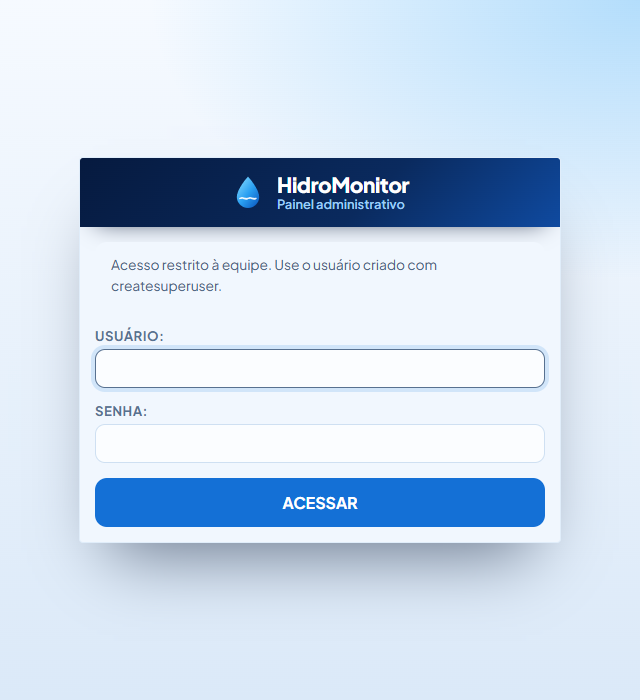 HidroMonitor
Painel administrativo
Acesso restrito à equipe. Use o usuário criado com
createsuperuser.
USUÁRIO:
SENHA:
ACESSAR